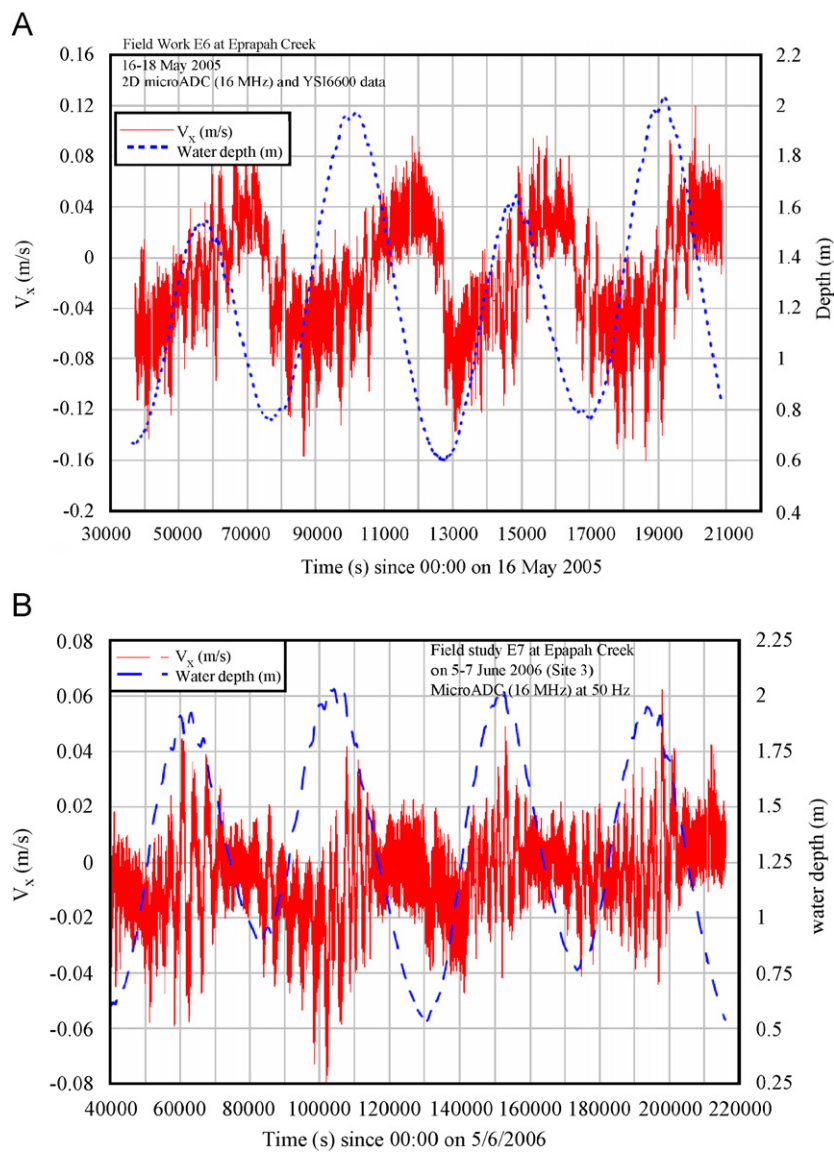 A
Field Work E6 at Eprapah Creek
16-18 May 2005
2D microADC (16 MHz) and YSI6600 data
V_x (m/s)
Water depth (m)
0.16
0.12
0.08
0.04
0
-0.04
-0.08
-0.12
-0.16
-0.2
V_x (m/s)
2.2
2
1.8
1.6
1.4
1.2
1
0.8
0.6
0.4
Depth (m)
30000 50000 70000 90000 11000 13000 15000 17000 19000 21000
Time (s) since 00:00 on 16 May 2005
B
Field study E7 at Epapah Creek
on 5-7 June 2006 (Site 3)
MicroADC (16 MHz) at 50 Hz
V_x (m/s)
Water depth (m)
0.08
0.06
0.04
0.02
0
-0.02
-0.04
-0.06
-0.08
V_x (m/s)
2.25
2
1.75
1.5
1.25
1
0.75
0.5
0.25
water depth (m)
40000 60000 80000 100000 120000 140000 160000 180000 200000 220000
Time (s) since 00:00 on 5/6/2006